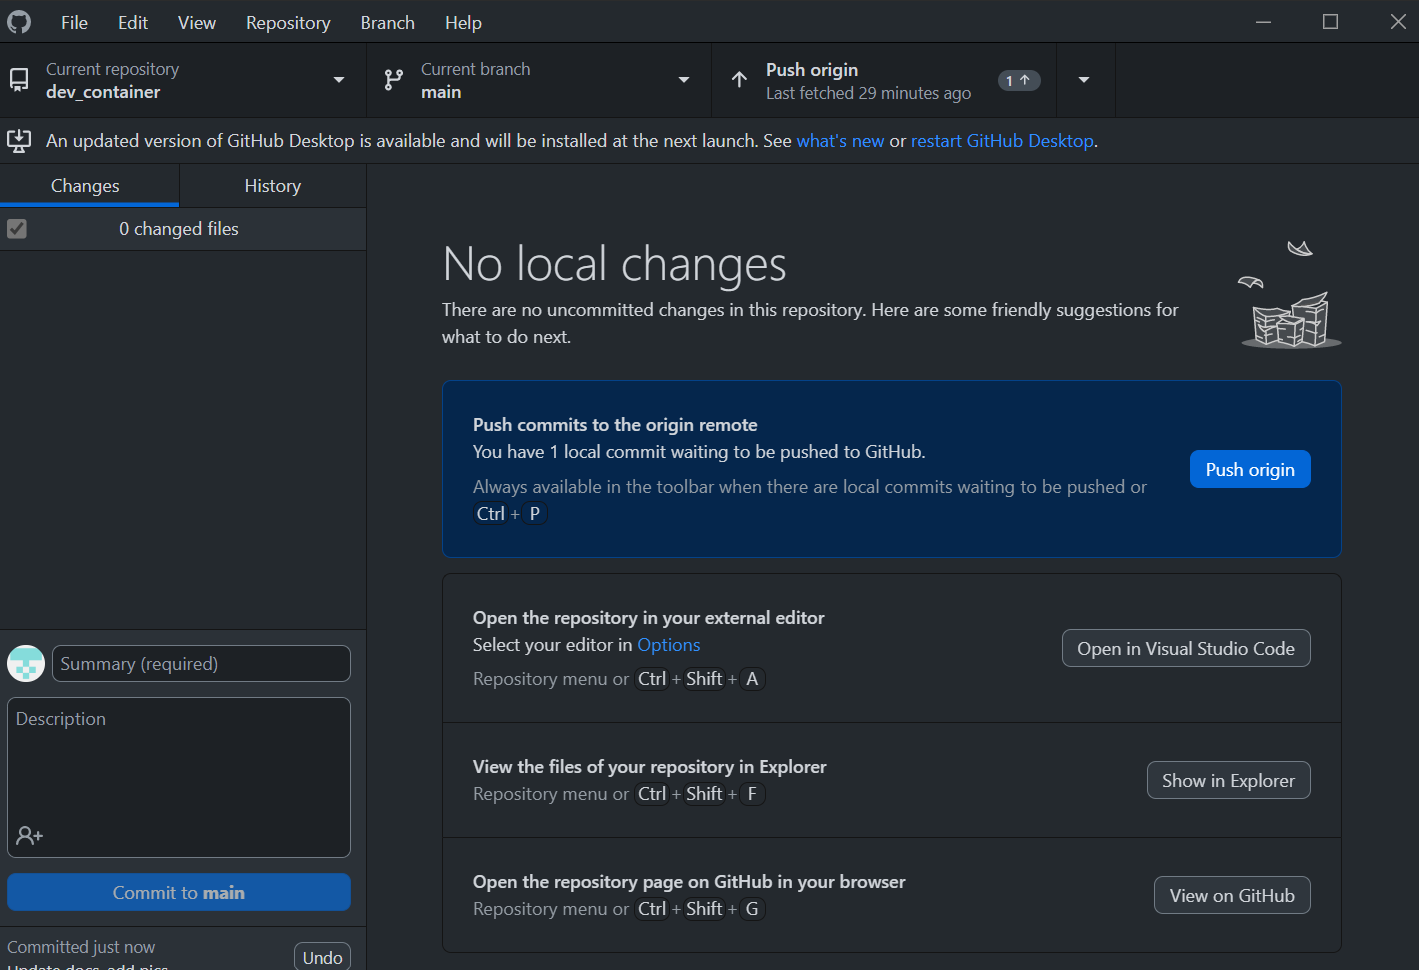 File Edit View Repository Branch Help
Current repository
dev_container
Current branch
main
Push origin
Last fetched 29 minutes ago
1
An updated version of GitHub Desktop is available and will be installed at the next launch. See what's new or restart GitHub Desktop.
Changes
History
0 changed files
No local changes
There are no uncommitted changes in this repository. Here are some friendly suggestions for
what to do next.
Push commits to the origin remote
You have 1 local commit waiting to be pushed to GitHub.
Always available in the toolbar when there are local commits waiting to be pushed or
Ctrl + P
Push origin
Open the repository in your external editor
Select your editor in Options
Repository menu or Ctrl + Shift + A
Open in Visual Studio Code
View the files of your repository in Explorer
Repository menu or Ctrl + Shift + F
Show in Explorer
Open the repository page on GitHub in your browser
Repository menu or Ctrl + Shift + G
View on GitHub
Summary (required)
Description
Commit to main
Committed just now
Update docs, add pics
Undo